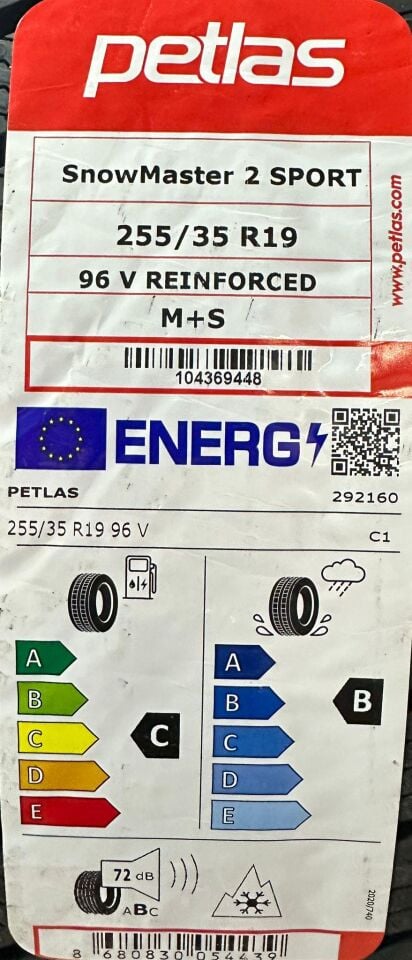 petlas
SnowMaster 2 SPORT
255/35 R19
96 V REINFORCED
M+S
104369448
www.petlas.com
ENERG
PETLAS 292160
255/35 R19 96 V C1
A A
B B B
C C C
D D
E E
72 dB
ABC
2020/740
8 680830 054439